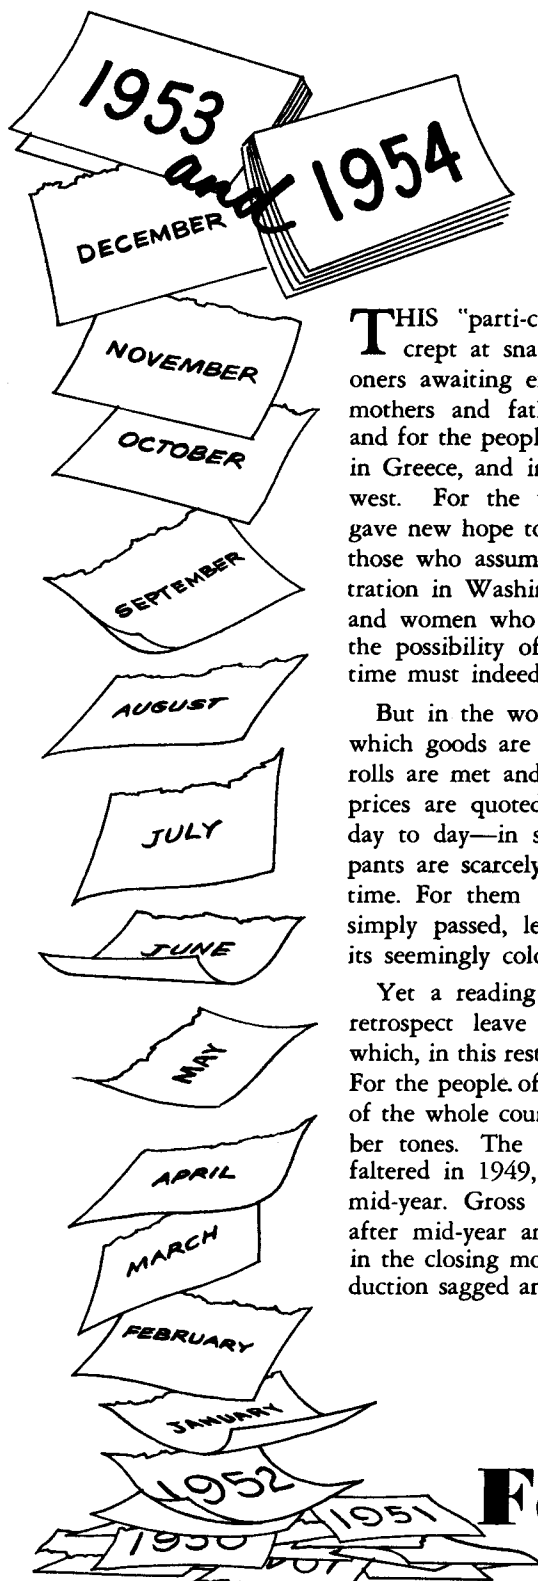 1953
and
1954
DECEMBER
NOVEMBER
OCTOBER
SEPTEMBER
AUGUST
JULY
JUNE
MAY
APRIL
MARCH
FEBRUARY
JANUARY
1952
1951
1950
THIS "parti-c
crept at sna
oners awaiting e
mothers and fat
and for the peopl
in Greece, and i
west. For the
gave new hope to
those who assum
tration in Washi
and women who
the possibility of
time must indeed
But in the wo
which goods are
rolls are met and
prices are quoted
day to day—in s
pants are scarcely
time. For them
simply passed, le
its seemingly colo
Yet a reading
retrospect leave
which, in this rest
For the people. of
of the whole cour
ber tones. The
faltered in 1949,
mid-year. Gross
after mid-year ar
in the closing mo
duction sagged ar
F